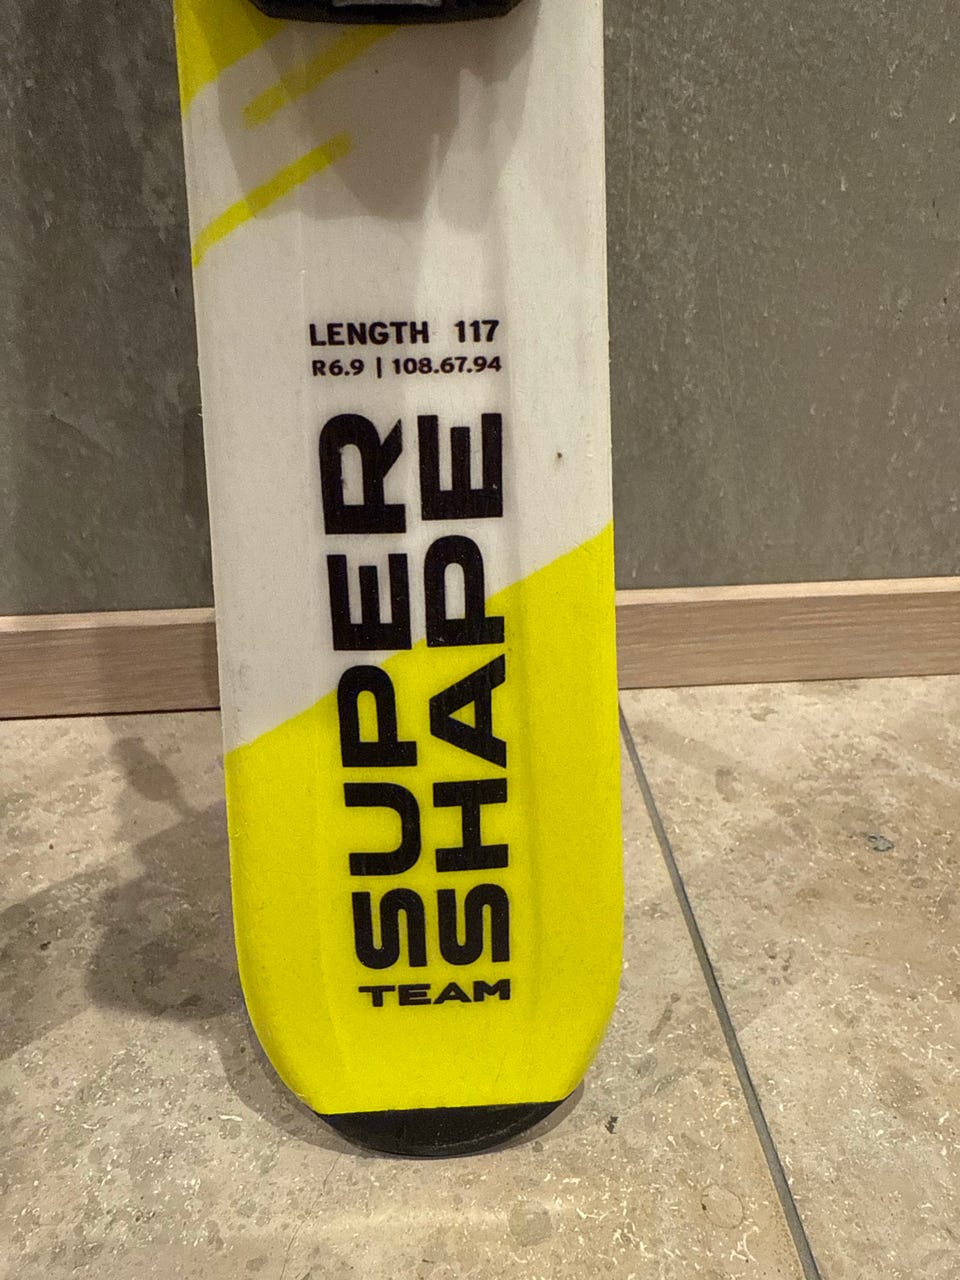 LENGTH 117
R6.9 | 108.67.94
SUPER
SHAPE
TEAM